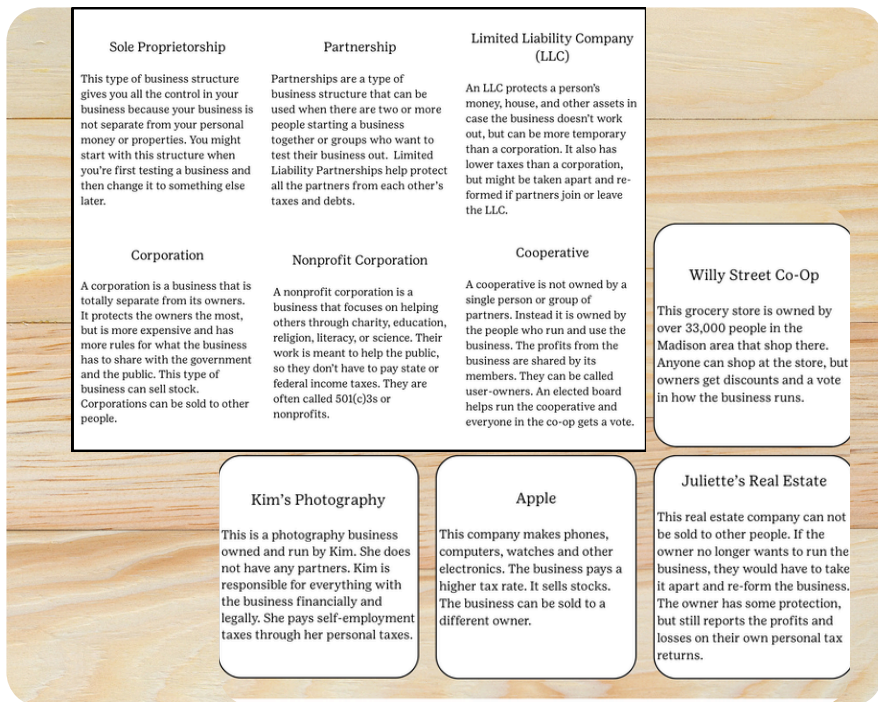 Sole Proprietorship
This type of business structure
gives you all the control in your
business because your business is
not separate from your personal
money or properties. You might
start with this structure when
you're first testing a business and
then change it to something else
later.
Partnership
Partnerships are a type of
business structure that can be
used when there are two or more
people starting a business
together or groups who want to
test their business out.  Limited
Liability Partnerships help protect
all the partners from each other's
taxes and debts.
Limited Liability Company
(LLC)
An LLC protects a person's
money, house, and other assets in
case the business doesn't work
out, but can be more temporary
than a corporation. It also has
lower taxes than a corporation,
but might be taken apart and re-
formed if partners join or leave
the LLC.
Corporation
A corporation is a business that is
totally separate from its owners.
It protects the owners the most,
but is more expensive and has
more rules for what the business
has to share with the government
and the public. This type of
business can sell stock.
Corporations can be sold to other
people.
Nonprofit Corporation
A nonprofit corporation is a
business that focuses on helping
others through charity, education,
religion, literacy, or science. Their
work is meant to help the public,
so they don't have to pay state or
federal income taxes. They are
often called 501(c)3s or
nonprofits.
Cooperative
A cooperative is not owned by a
single person or group of
partners. Instead it is owned by
the people who run and use the
business. The profits from the
business are shared by its
members. They can be called
user-owners. An elected board
helps run the cooperative and
everyone in the co-op gets a vote.
Willy Street Co-Op
This grocery store is owned by
over 33,000 people in the
Madison area that shop there.
Anyone can shop at the store, but
owners get discounts and a vote
in how the business runs.
Kim's Photography
This is a photography business
owned and run by Kim. She does
not have any partners. Kim is
responsible for everything with
the business financially and
legally. She pays self-employment
taxes through her personal taxes.
Apple
This company makes phones,
computers, watches and other
electronics. The business pays a
higher tax rate. It sells stocks.
The business can be sold to a
different owner.
Juliette's Real Estate
This real estate company can not
be sold to other people. If the
owner no longer wants to run the
business, they would have to take
it apart and re-form the business.
The owner has some protection,
but still reports the profits and
losses on their own personal tax
returns.